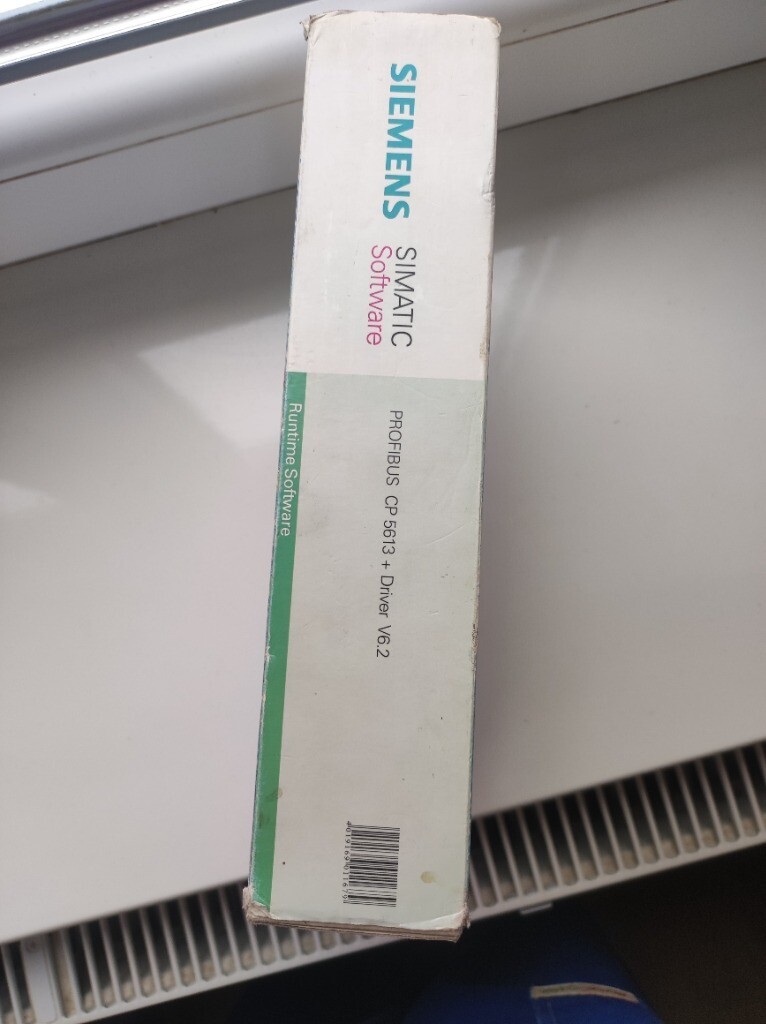 SIEMENS
SIMATIC
Software
PROFIBUS CP 5613 + Driver V6.2
Runtime Software